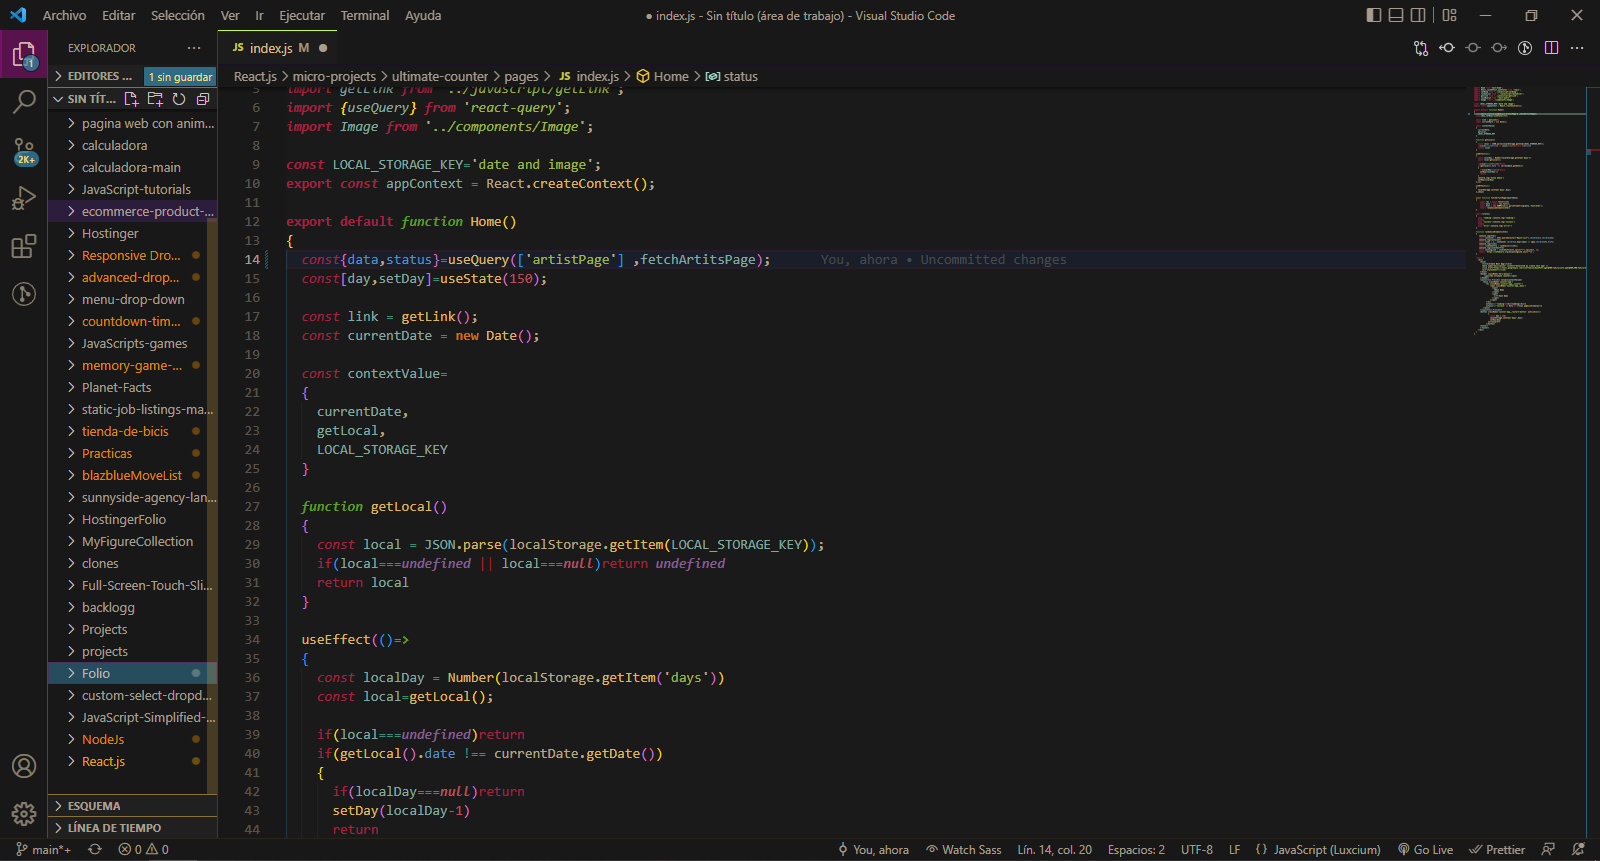 Archivo Editar Selección Ver Ir Ejecutar Terminal Ayuda
● index.js - Sin título (área de trabajo) - Visual Studio Code
EXPLORADOR ···
JS index.js M ●
EDITORES ... 1 sin guardar
React.js > micro-projects > ultimate-counter > pages > JS index.js > Home > status
SIN TÍT...
pagina web con anim...
calculadora
calculadora-main
JavaScript-tutorials
ecommerce-product-...
Hostinger
Responsive Dro...
advanced-drop...
menu-drop-down
countdown-tim...
JavaScripts-games
memory-game-...
Planet-Facts
static-job-listings-ma...
tienda-de-bicis
Practicas
blazblueMoveList
sunnyside-agency-lan...
HostingerFolio
MyFigureCollection
clones
Full-Screen-Touch-Sli...
backlogg
Projects
projects
Folio
custom-select-dropd...
JavaScript-Simplified-...
NodeJs
React.js
ESQUEMA
LÍNEA DE TIEMPO
1
2K+
5 import getLink from '../javascript/getLink';
6 import {useQuery} from 'react-query';
7 import Image from '../components/Image';
8
9 const LOCAL_STORAGE_KEY='date and image';
10 export const appContext = React.createContext();
11
12 export default function Home()
13 {
14 const{data,status}=useQuery(['artistPage'] ,fetchArtitsPage); You, ahora • Uncommitted changes
15 const[day,setDay]=useState(150);
16
17 const link = getLink();
18 const currentDate = new Date();
19
20 const contextValue=
21 {
22 currentDate,
23 getLocal,
24 LOCAL_STORAGE_KEY
25 }
26
27 function getLocal()
28 {
29 const local = JSON.parse(localStorage.getItem(LOCAL_STORAGE_KEY));
30 if(local===undefined || local===null)return undefined
31 return local
32 }
33
34 useEffect(()=>
35 {
36 const localDay = Number(localStorage.getItem('days'))
37 const local=getLocal();
38
39 if(local===undefined)return
40 if(getLocal().date !== currentDate.getDate())
41 {
42 if(localDay===null)return
43 setDay(localDay-1)
44 return
main*+ 0 0 You, ahora Watch Sass Lín. 14, col. 20 Espacios: 2 UTF-8 LF {} JavaScript (Luxcium) Go Live Prettier